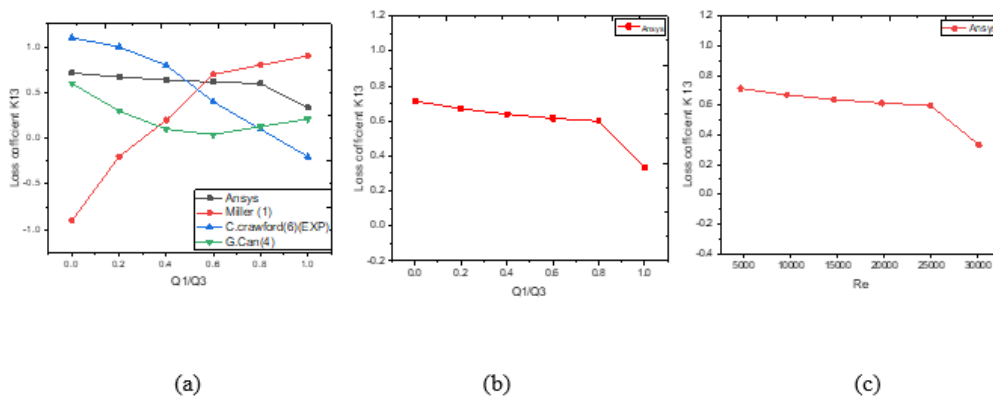 Loss cofficient K13
1.0
0.5
0.0
-0.5
-1.0
0.0 0.2 0.4 0.6 0.8 1.0
Q1/Q3
Ansys
Miller (1)
C.crawford(6)(EXP).
G.Can(4)
(a)
Loss cofficient K13
1.2
1.0
0.8
0.6
0.4
0.2
0.0
-0.2
0.0 0.2 0.4 0.6 0.8 1.0
Q1/Q3
Ansys
(b)
Loss cofficient K 13
1.2
1.0
0.8
0.6
0.4
0.2
0.0
-0.2
-0.4
5000 10000 15000 20000 25000 30000
Re
Ansys
(c)